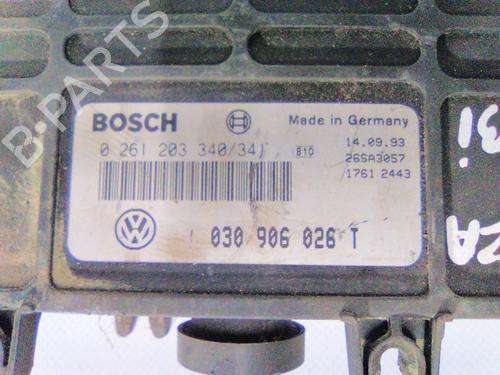 BOSCH
Made in Germany
0 261 203 340/341
B10
14.09.93
26SA3057
1761 2443
030 906 026 T
B-PARTS